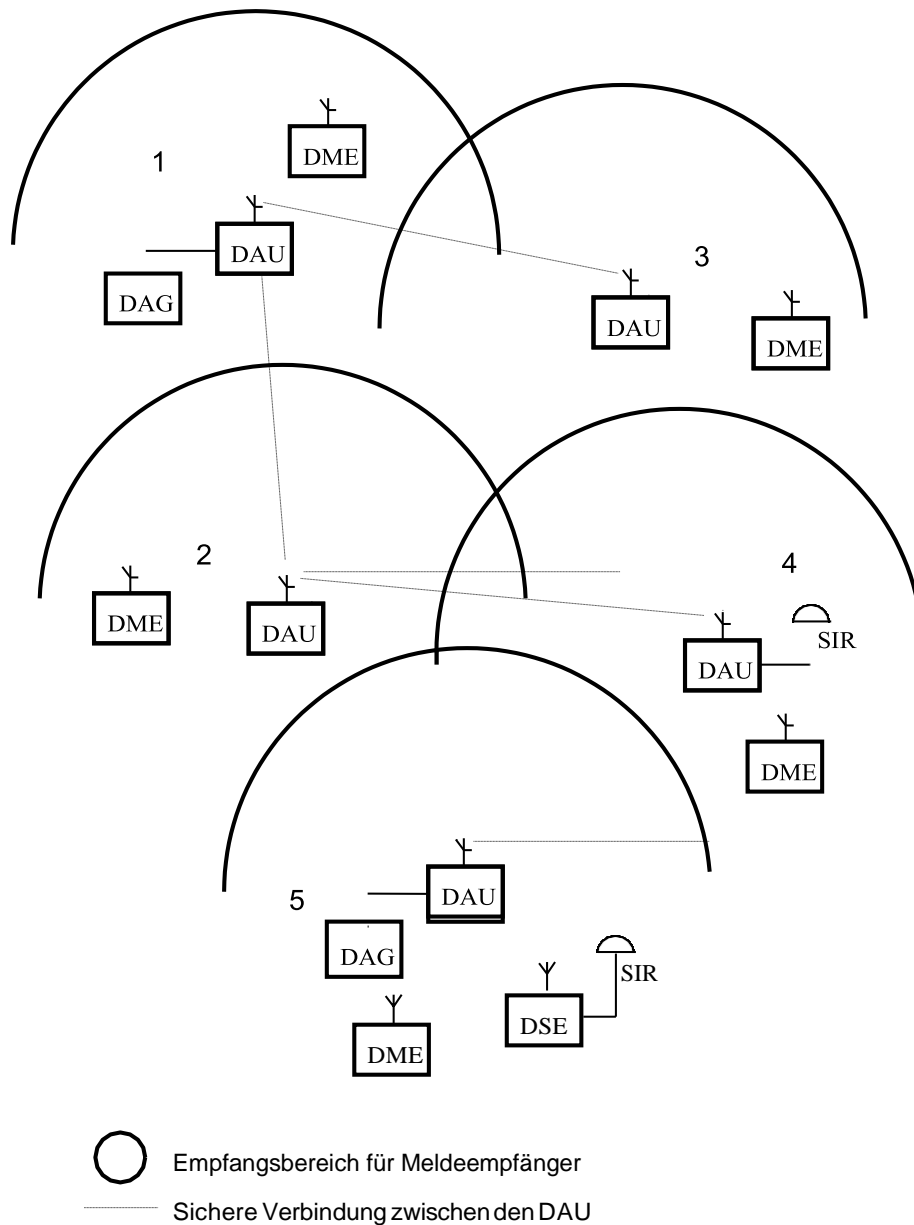 1
DME
DAU
DAG
3
DAU
DME
2
DME
DAU
4
SIR
DAU
DME
5
DAU
DAG
SIR
DSE
DME
Empfangsbereich für Meldeempfänger
Sichere Verbindung zwischen den DAU